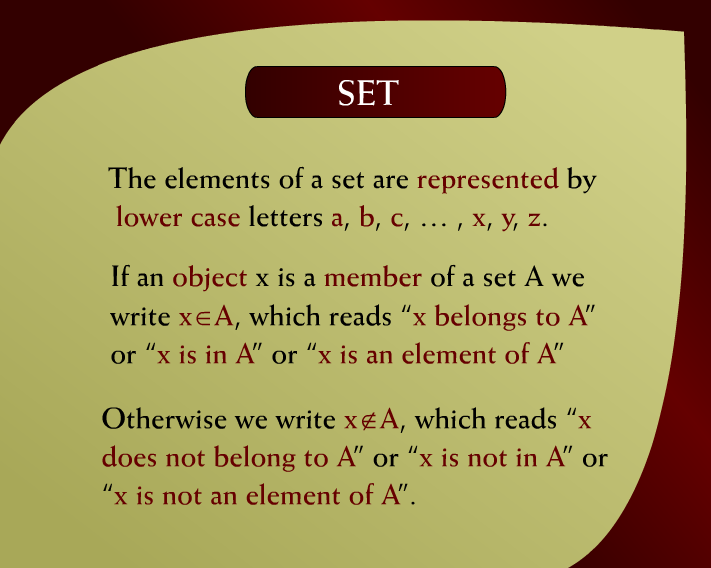 SET
The elements of a set are represented by
lower case letters a, b, c, … , x, y, z.
If an object x is a member of a set A we
write x∈A, which reads “x belongs to A”
or “x is in A” or “x is an element of A”
Otherwise we write x∉A, which reads “x
does not belong to A” or “x is not in A” or
“x is not an element of A”.